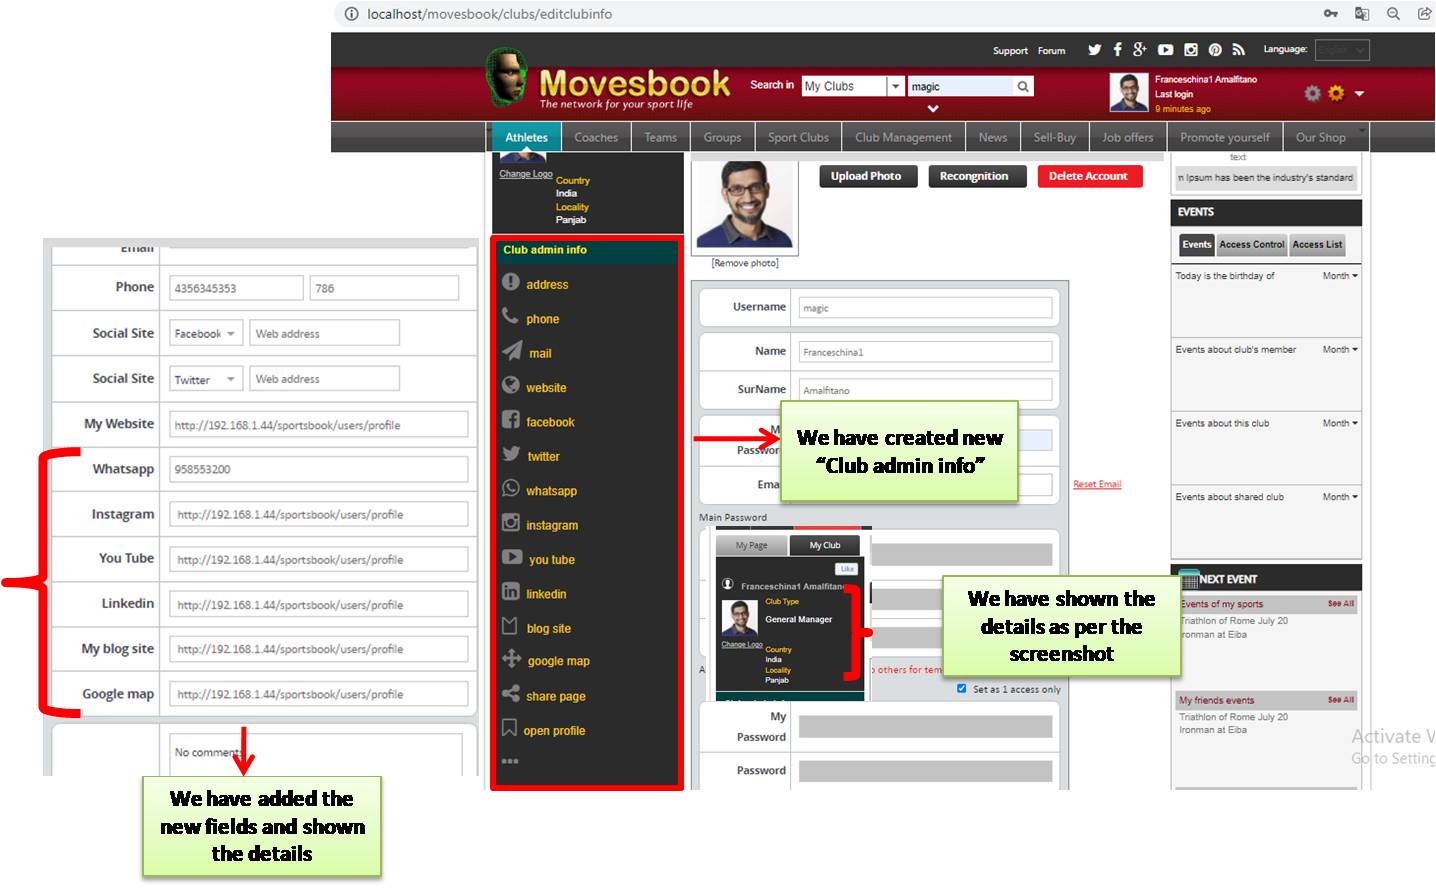 localhost/movesbook/clubs/editclubinfo
Support Forum
Language: English
Movesbook
The network for your sport life
Search in My Clubs magic
Franceschina1 Amalfitano
Last login
9 minutes ago
Athletes Coaches Teams Groups Sport Clubs Club Management News Sell-Buy Job offers Promote yourself Our Shop
Change Logo
Country
India
Locality
Panjab
Upload Photo Recongnition Delete Account
[Remove photo]
text
n Ipsum has been the industry's standard
EVENTS
Events Access Control Access List
Today is the birthday of Month
Events about club's member Month
Events about this club Month
Events about shared club Month
NEXT EVENT
Events of my sports See All
Triathlon of Rome July 20
Ironman at Eiba
My friends events See All
Triathlon of Rome July 20
Ironman at Eiba
Club admin info
address
phone
mail
website
facebook
twitter
whatsapp
instagram
you tube
linkedin
blog site
google map
share page
open profile
Email
Phone 4356345353 786
Social Site Facebook Web address
Social Site Twitter Web address
My Website http://192.168.1.44/sportsbook/users/profile
Whatsapp 958553200
Instagram http://192.168.1.44/sportsbook/users/profile
You Tube http://192.168.1.44/sportsbook/users/profile
Linkedin http://192.168.1.44/sportsbook/users/profile
My blog site http://192.168.1.44/sportsbook/users/profile
Google map http://192.168.1.44/sportsbook/users/profile
No comments
We have added the
new fields and shown
the details
Username magic
Name Franceschina1
SurName Amalfitano
Password
Reset Email
Main Password
We have created new
“Club admin info”
My Page My Club
Like
Franceschina1 Amalfitano
Club Type
General Manager
Change Logo
Country
India
Locality
Panjab
We have shown the
details as per the
screenshot
others for tem
Set as 1 access only
My
Password
Password
Activate W
Go to Setting